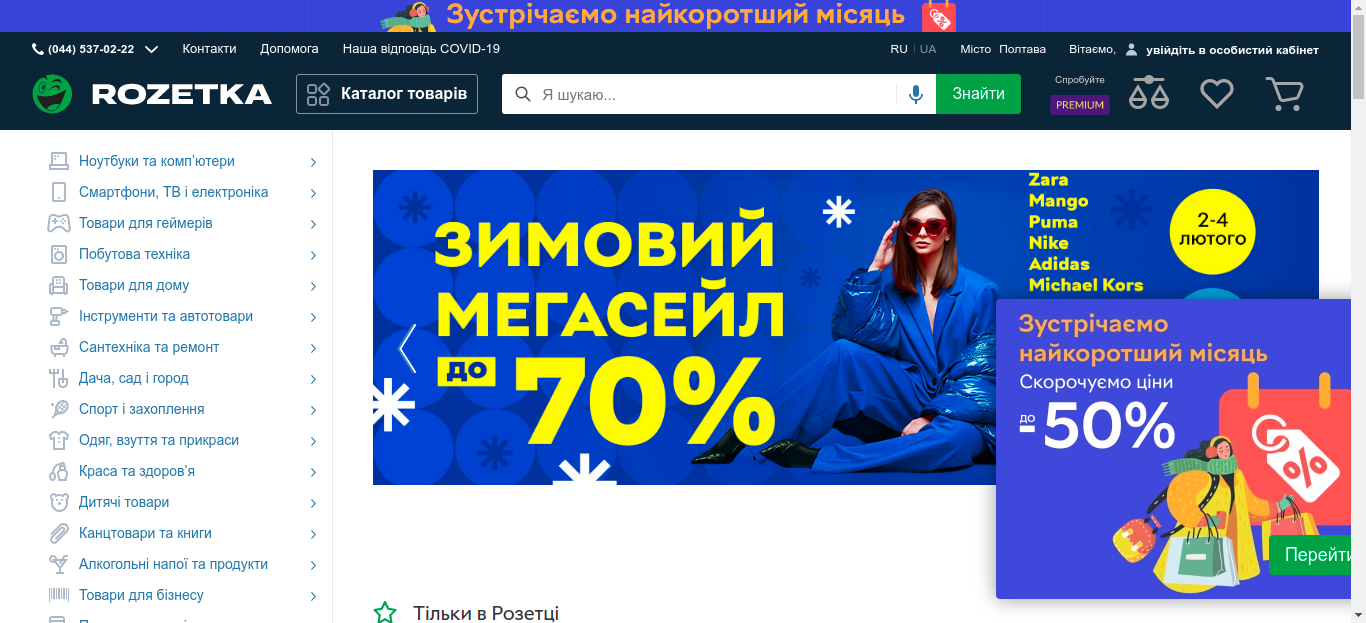 Зустрічаємо найкоротший місяць
(044) 537-02-22
Контакти
Допомога
Наша відповідь COVID-19
RU | UA
Місто Полтава
Вітаємо, увійдіть в особистий кабінет
ROZETKA
Каталог товарів
Я шукаю...
Знайти
Спробуйте
PREMIUM
Ноутбуки та комп'ютери
Смартфони, ТВ і електроніка
Товари для геймерів
Побутова техніка
Товари для дому
Інструменти та автотовари
Сантехніка та ремонт
Дача, сад і город
Спорт і захоплення
Одяг, взуття та прикраси
Краса та здоров'я
Дитячі товари
Канцтовари та книги
Алкогольні напої та продукти
Товари для бізнесу
ЗИМОВИЙ
МЕГАСЕЙЛ
ДО 70%
Zara
Mango
Puma
Nike
Adidas
Michael Kors
2-4
ЛЮТОГО
Зустрічаємо
найкоротший місяць
Скорочуємо ціни
до
-50%
%
Перейти
Тільки в Розетці